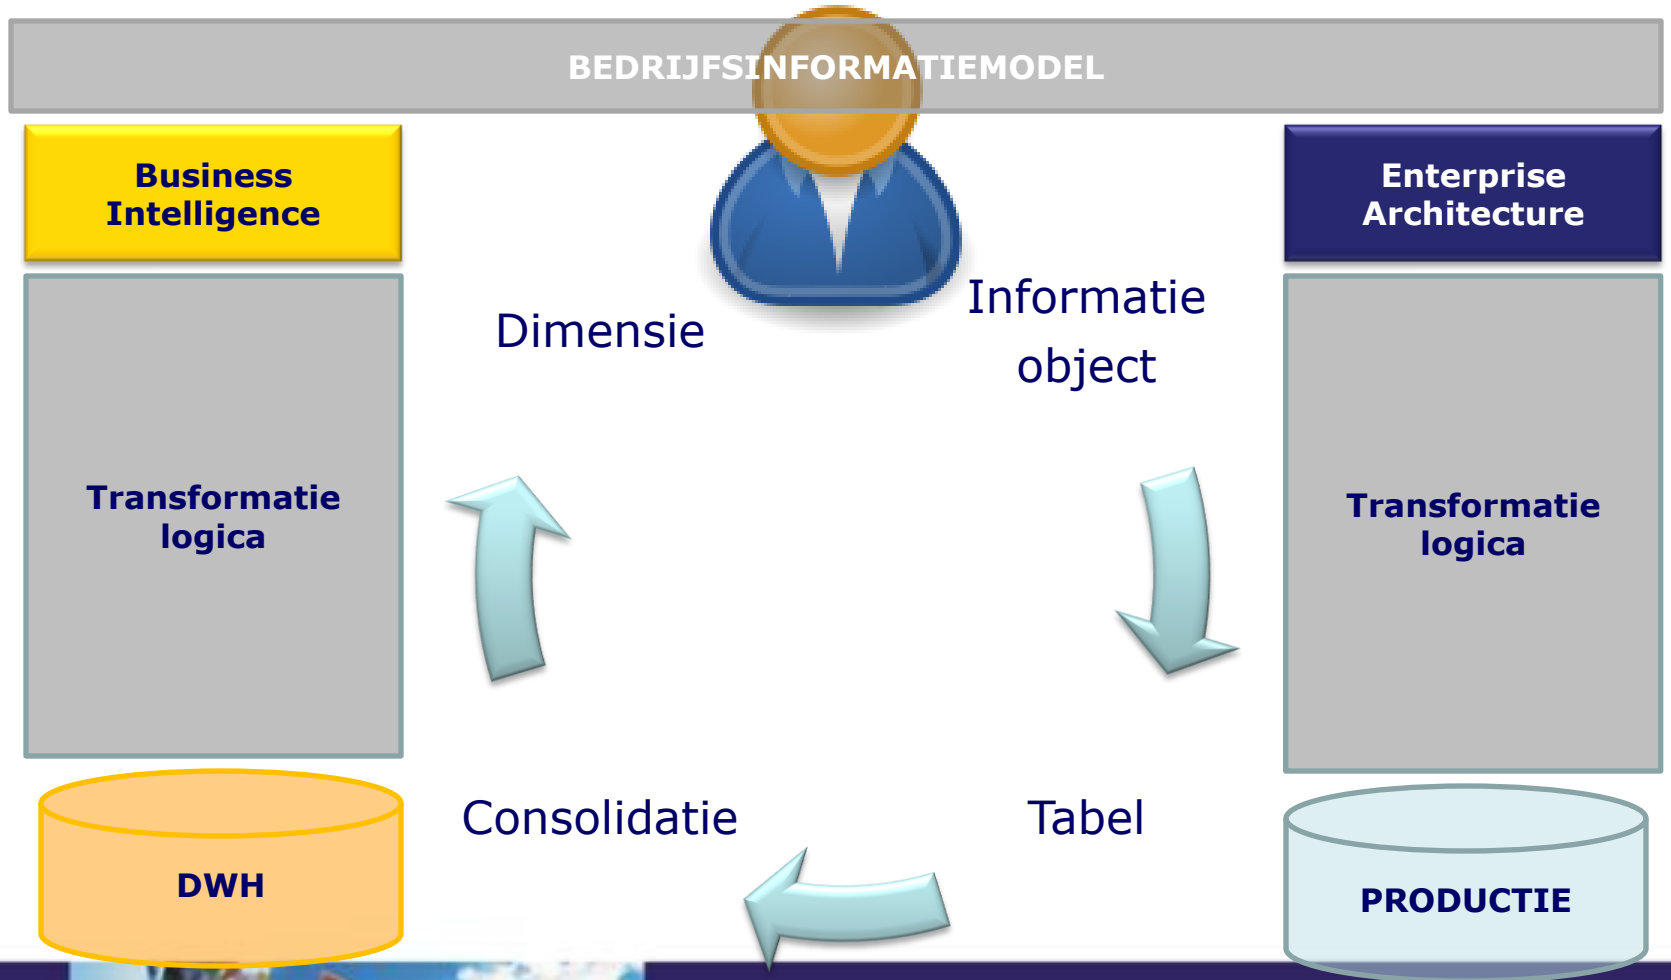 BEDRIJFSINFORMATIEMODEL
Business
Intelligence
Enterprise
Architecture
Dimensie
Informatie
object
Transformatie
logica
Transformatie
logica
Consolidatie
Tabel
DWH
PRODUCTIE